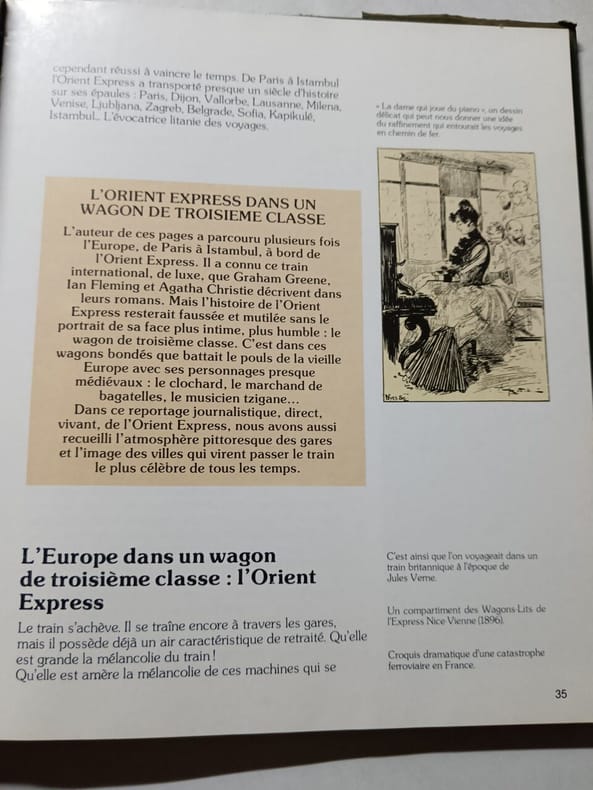 cependant réussi à vaincre le temps. De Paris à Istambul
l'Orient Express a transporté presque un siècle d'histoire
sur ses épaules : Paris, Dijon, Vallorbe, Lausanne, Milena,
Venise, Ljubljana, Zagreb, Belgrade, Sofia, Kapikulé,
Istambul... L'évocatrice litanie des voyages.
« La dame qui joue du piano », un dessin
délicat qui peut nous donner une idée
du raffinement qui entourait les voyages
en chemin de fer.
L'ORIENT EXPRESS DANS UN
WAGON DE TROISIEME CLASSE
L'auteur de ces pages a parcouru plusieurs fois
l'Europe, de Paris à Istambul, à bord de
l'Orient Express. Il a connu ce train
international, de luxe, que Graham Greene,
Ian Fleming et Agatha Christie décrivent dans
leurs romans. Mais l'histoire de l'Orient
Express resterait faussée et mutilée sans le
portrait de sa face plus intime, plus humble : le
wagon de troisième classe. C'est dans ces
wagons bondés que battait le pouls de la vieille
Europe avec ses personnages presque
médiévaux : le clochard, le marchand de
bagatelles, le musicien tzigane...
Dans ce reportage journalistique, direct,
vivant, de l'Orient Express, nous avons aussi
recueilli l'atmosphère pittoresque des gares
et l'image des villes qui virent passer le train
le plus célèbre de tous les temps.
L'Europe dans un wagon
de troisième classe : l'Orient
Express
Le train s'achève. Il se traîne encore à travers les gares,
mais il possède déjà un air caractéristique de retraité. Qu'elle
est grande la mélancolie du train !
Qu'elle est amère la mélancolie de ces machines qui se
C'est ainsi que l'on voyageait dans un
train britannique à l'époque de
Jules Verne.
Un compartiment des Wagons-Lits de
l'Express Nice Vienne (1896).
Croquis dramatique d'une catastrophe
ferroviaire en France.
35